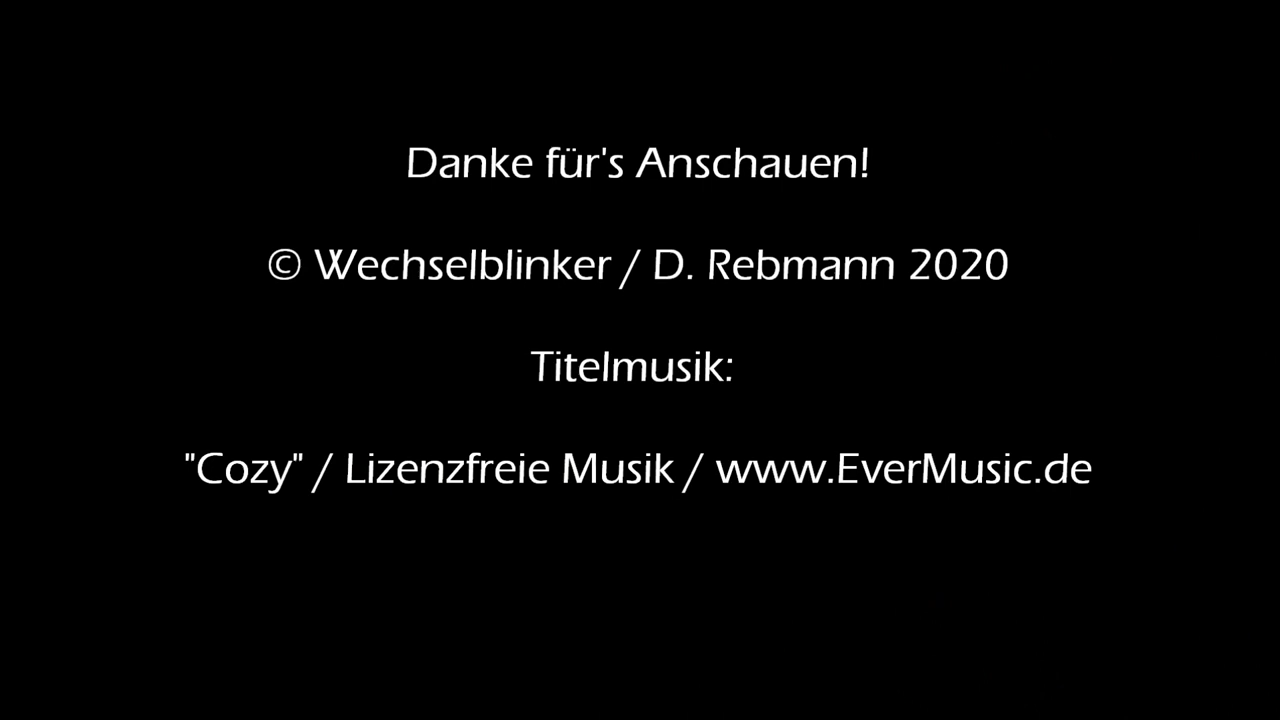 Danke für's Anschauen!
© Wechselblinker / D. Rebmann 2020
Titelmusik:
"Cozy" / Lizenzfreie Musik / www.EverMusic.de